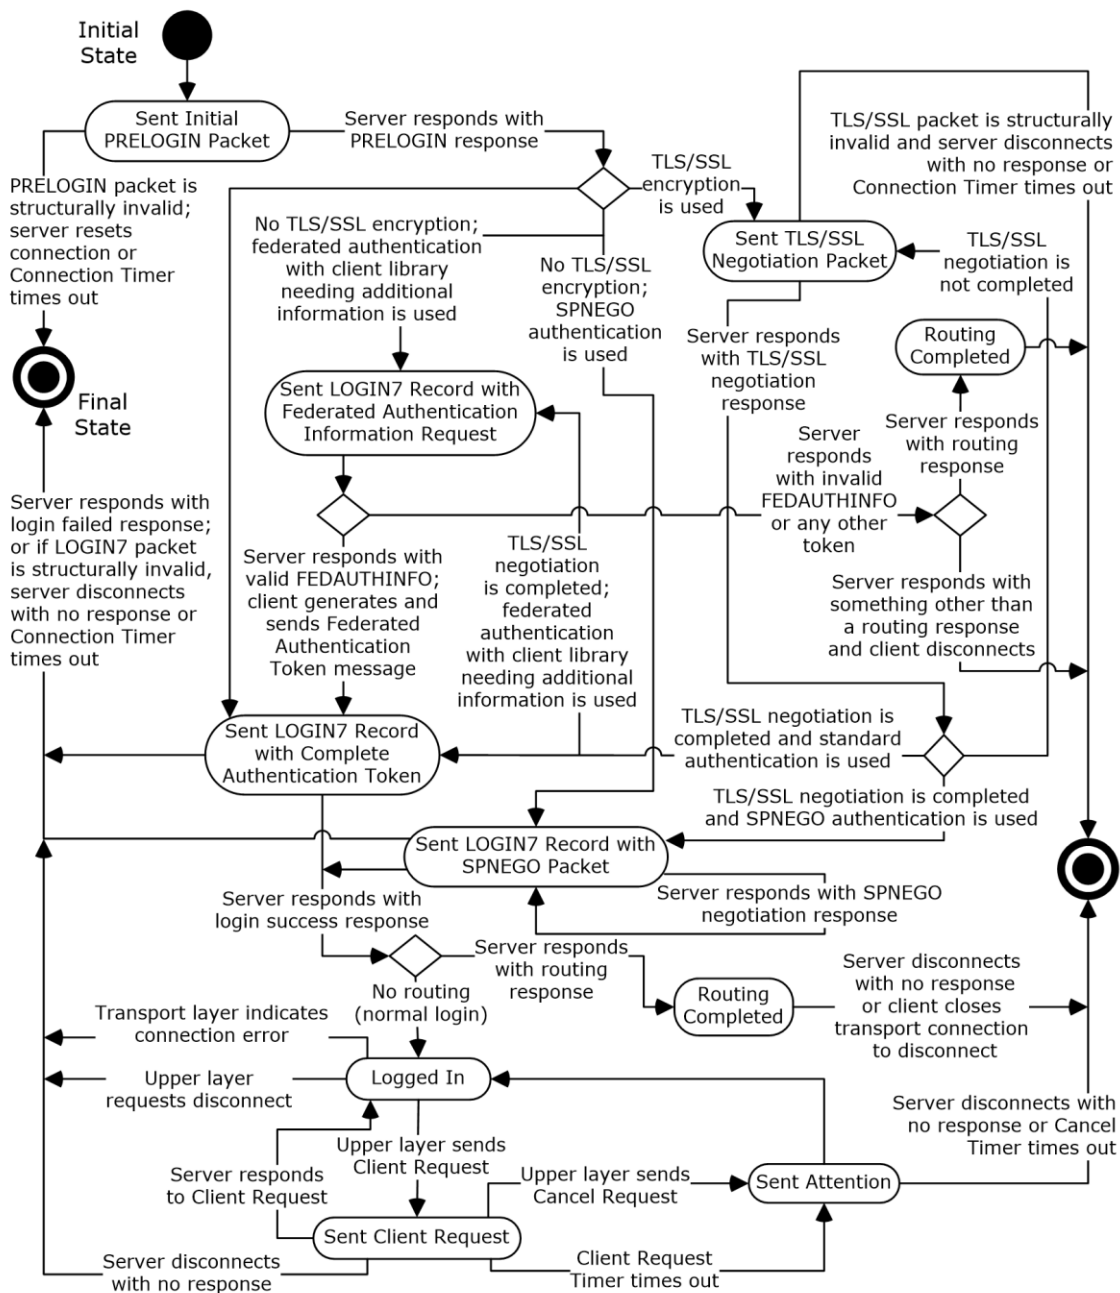 Initial
State
Sent Initial
PRELOGIN Packet
Server responds with
PRELOGIN response
TLS/SSL packet is structurally
invalid and server disconnects
with no response or
Connection Timer times out
PRELOGIN packet is
structurally invalid;
server resets
connection or
Connection Timer
times out
TLS/SSL
encryption
is used
No TLS/SSL encryption;
federated authentication
with client library
needing additional
information is used
No TLS/SSL
encryption;
SPNEGO
authentication
is used
Sent TLS/SSL
Negotiation Packet
TLS/SSL
negotiation is
not completed
Server responds
with TLS/SSL
negotiation
response
Routing
Completed
Final
State
Sent LOGIN7 Record with
Federated Authentication
Information Request
Server
responds
with invalid
FEDAUTHINFO
or any other
token
Server responds
with routing
response
Server responds with
login failed response;
or if LOGIN7 packet
is structurally invalid,
server disconnects
with no response or
Connection Timer
times out
Server responds with
valid FEDAUTHINFO;
client generates and
sends Federated
Authentication
Token message
TLS/SSL
negotiation
is completed;
federated
authentication
with client library
needing additional
information is used
Server responds with
something other than
a routing response
and client disconnects
Sent LOGIN7 Record
with Complete
Authentication Token
TLS/SSL negotiation is
completed and standard
authentication is used
TLS/SSL negotiation is completed
and SPNEGO authentication is used
Sent LOGIN7 Record with
SPNEGO Packet
Server responds with SPNEGO
negotiation response
Server responds with
login success response
Server responds
with routing
response
No routing
(normal login)
Routing
Completed
Server disconnects
with no response
or client closes
transport connection
to disconnect
Transport layer indicates
connection error
Logged In
Upper layer
requests disconnect
Server disconnects with
no response or Cancel
Timer times out
Upper layer sends
Client Request
Server responds
to Client Request
Upper layer sends
Cancel Request
Sent Attention
Sent Client Request
Server disconnects
with no response
Client Request
Timer times out